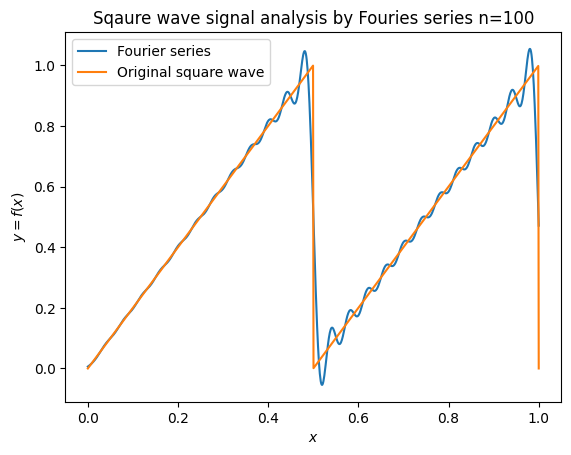 Sqaure wave signal analysis by Fouries series n=100
Fourier series
Original square wave
1.0
0.8
0.6
0.4
0.2
0.0
y = f(x)
0.0 0.2 0.4 0.6 0.8 1.0
x